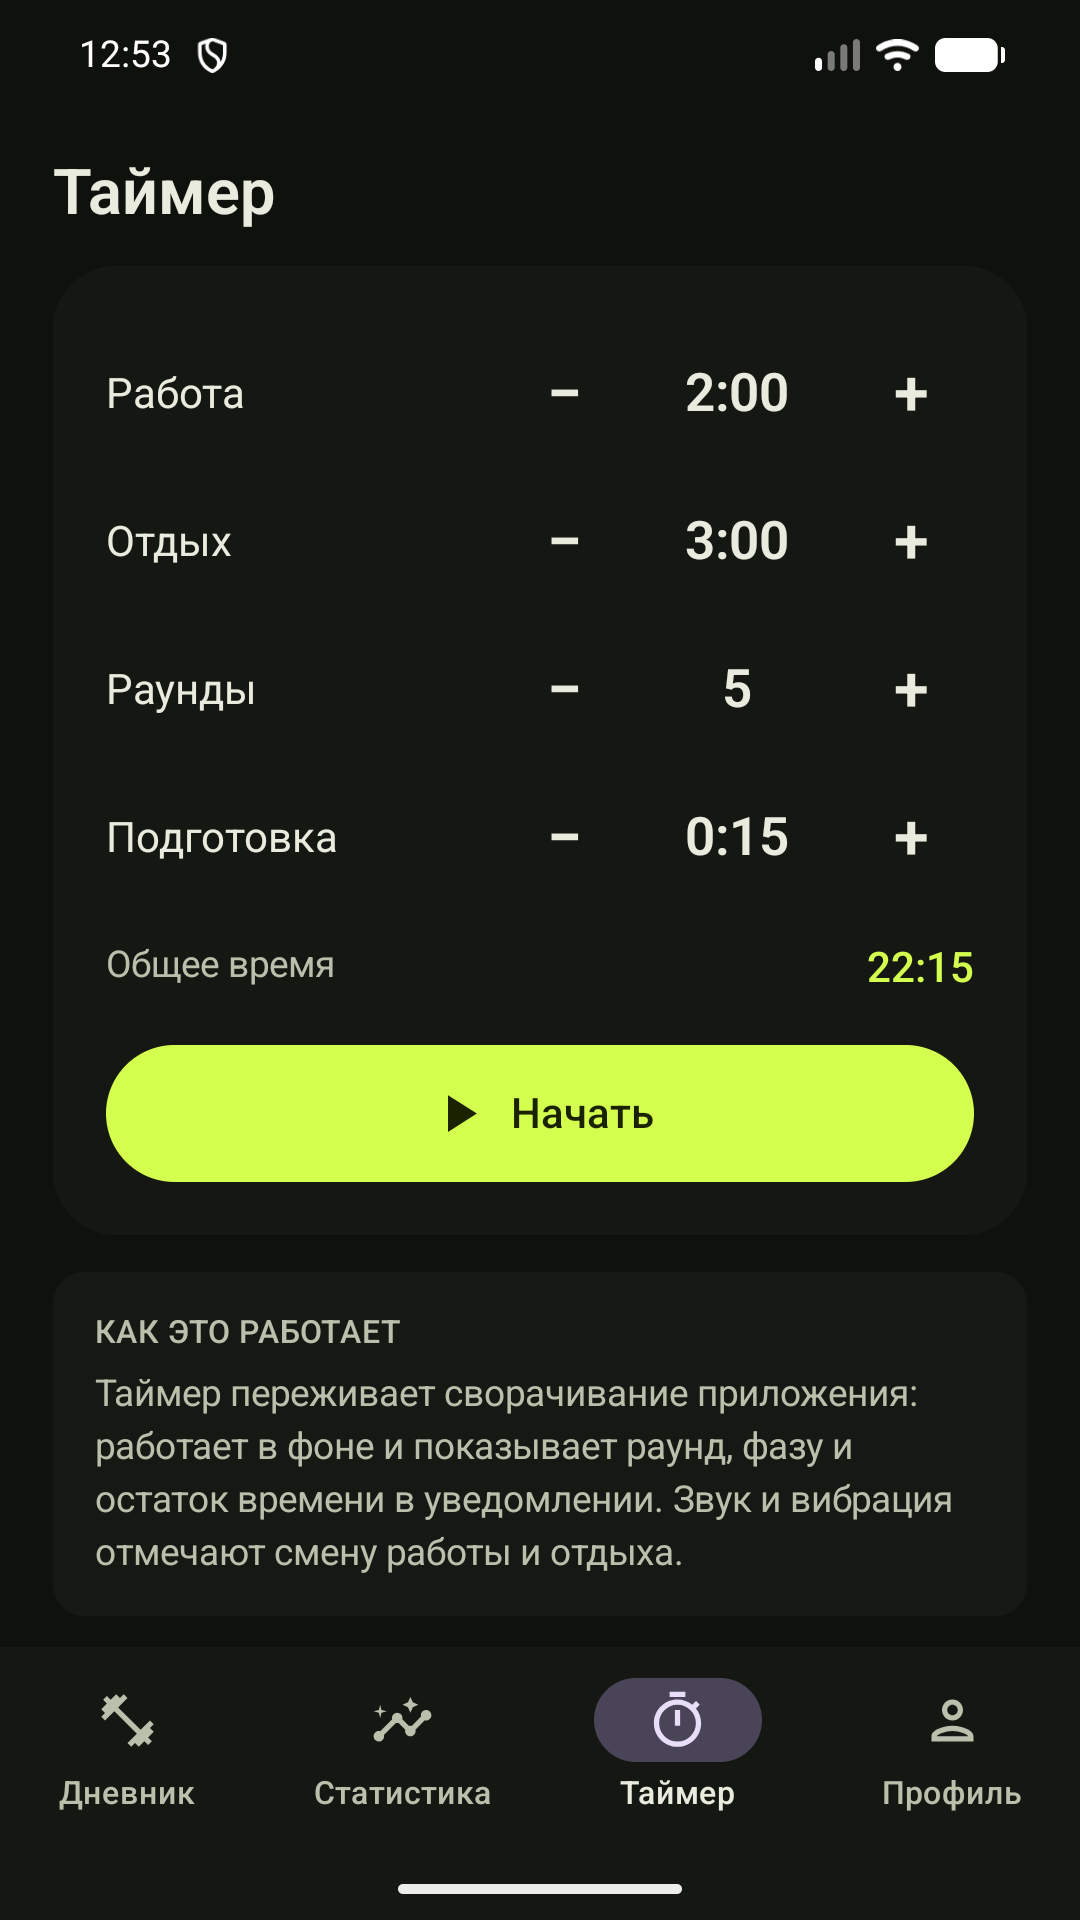 12:53
Таймер
Работа − 2:00 +
Отдых − 3:00 +
Раунды − 5 +
Подготовка − 0:15 +
Общее время 22:15
Начать
КАК ЭТО РАБОТАЕТ
Таймер переживает сворачивание приложения:
работает в фоне и показывает раунд, фазу и
остаток времени в уведомлении. Звук и вибрация
отмечают смену работы и отдыха.
Дневник Статистика Таймер Профиль